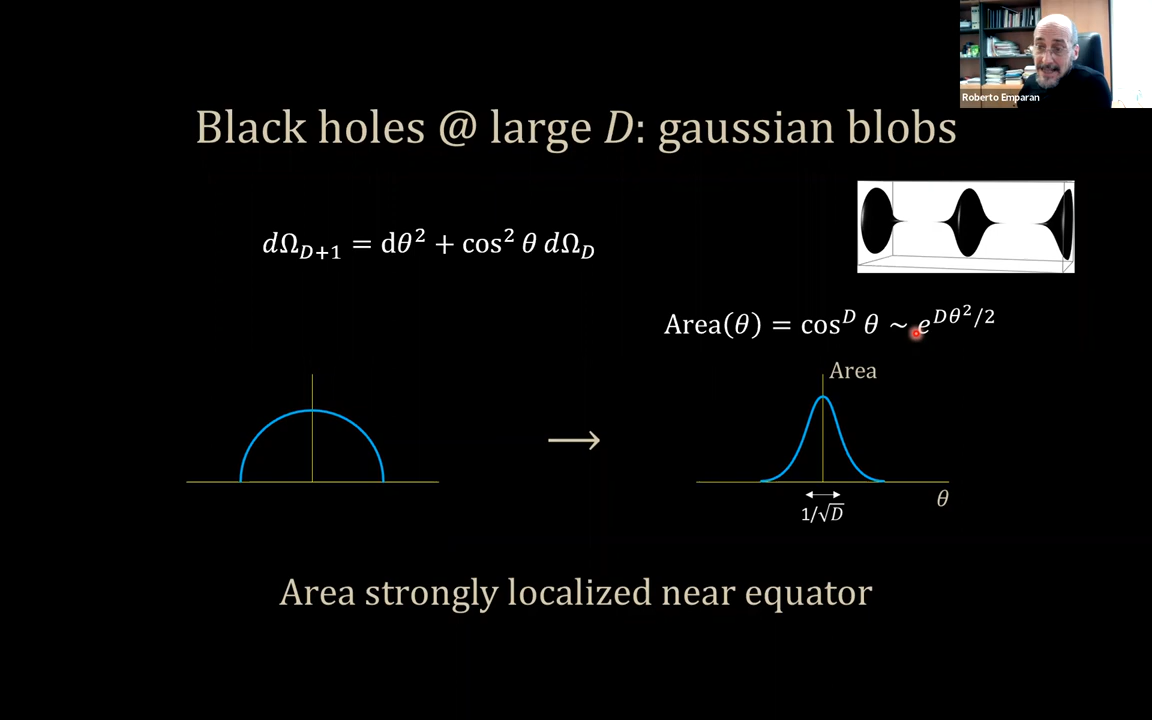 Roberto Emparan
Black holes @ large D: gaussian blobs
dΩ_{D+1} = dθ² + cos² θ dΩ_D
Area(θ) = cos^D θ ~ e^{Dθ²/2}
Area
θ
1/√D
Area strongly localized near equator